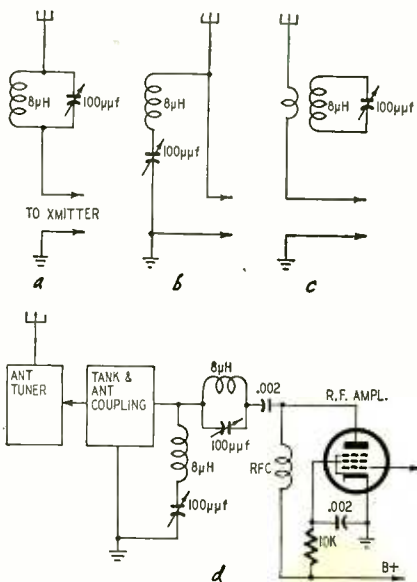 8μH
100μμf
TO XMITTER
a
8μH
100μμf
b
8μH
100μμf
c
ANT
TUNER
TANK &
ANT
COUPLING
8μH
100μμf
8μH
100μμf
.002
R.F. AMPL.
RFC
.002
10K
B+
d